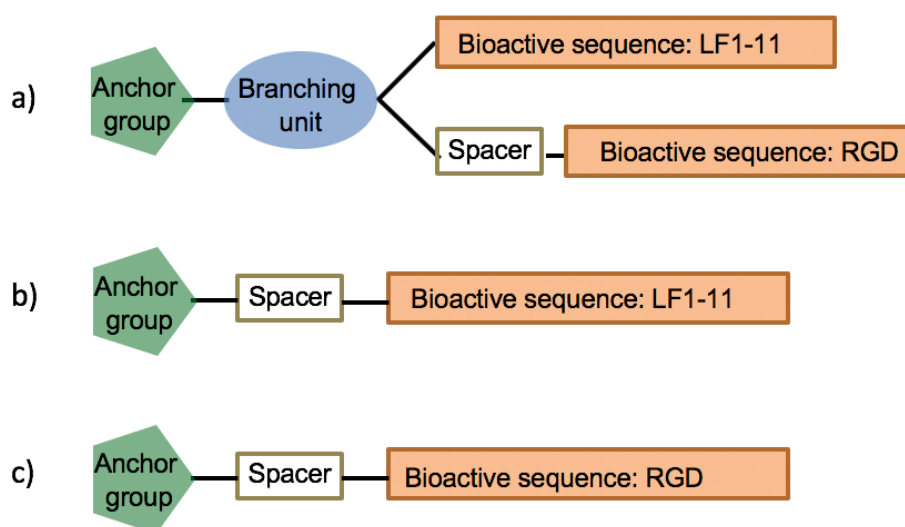 a)
Anchor
group
Branching
unit
Bioactive sequence: LF1-11
Spacer
Bioactive sequence: RGD
b)
Anchor
group
Spacer
Bioactive sequence: LF1-11
c)
Anchor
group
Spacer
Bioactive sequence: RGD